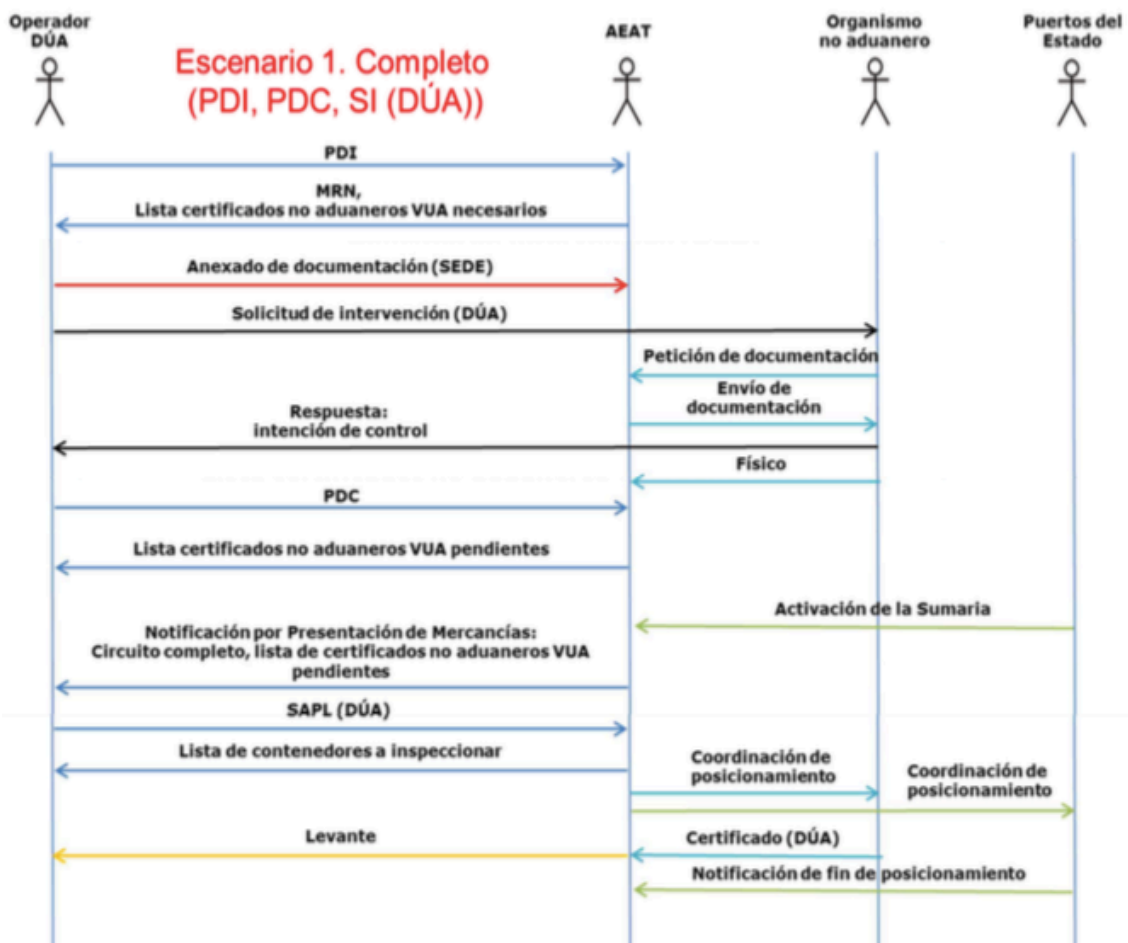 Operador
DÚA
AEAT
Organismo
no aduanero
Puertos del
Estado
Escenario 1. Completo
(PDI, PDC, SI (DÚA))
PDI
MRN,
Lista certificados no aduaneros VUA necesarios
Anexado de documentación (SEDE)
Solicitud de intervención (DÚA)
Petición de documentación
Envío de
documentación
Respuesta:
intención de control
Físico
PDC
Lista certificados no aduaneros VUA pendientes
Activación de la Sumaria
Notificación por Presentación de Mercancías:
Circuito completo, lista de certificados no aduaneros VUA
pendientes
SAPL (DÚA)
Lista de contenedores a inspeccionar
Coordinación de
posicionamiento
Coordinación de
posicionamiento
Levante
Certificado (DÚA)
Notificación de fin de posicionamiento